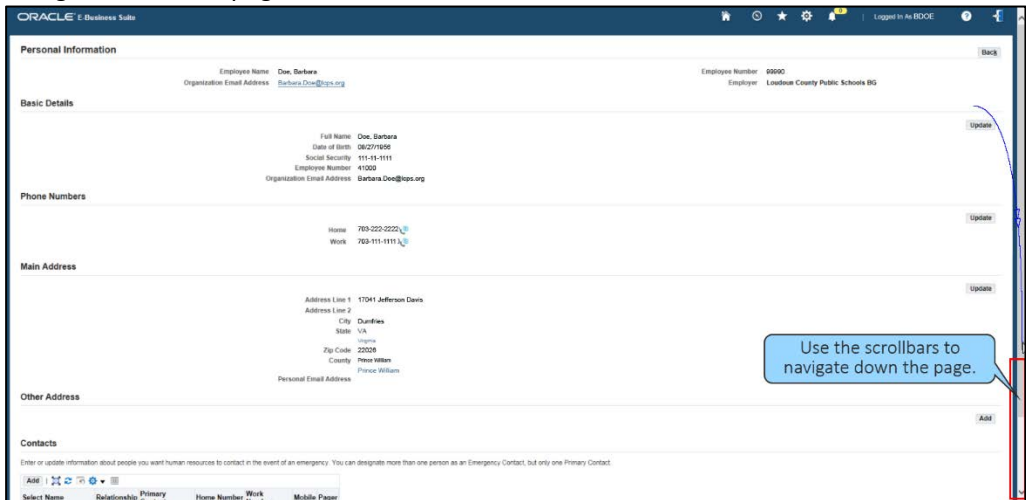 ORACLE E-Business Suite
Logged In As BDOE
Personal Information
Back
Employee Name Doe, Barbara
Employee Number 99990
Organization Email Address Barbara.Doe@lcps.org
Employer Loudoun County Public Schools BG
Basic Details
Update
Full Name Doe, Barbara
Date of Birth 08/27/1956
Social Security 111-11-1111
Employee Number 41000
Organization Email Address Barbara.Doe@lcps.org
Phone Numbers
Update
Home 703-222-2222
Work 703-111-1111
Main Address
Update
Address Line 1 17041 Jefferson Davis
Address Line 2
City Dumfries
State VA
Virginia
Zip Code 22026
County Prince William
Prince William
Personal Email Address
Use the scrollbars to
navigate down the page.
Other Address
Add
Contacts
Enter or update information about people you want human resources to contact in the event of an emergency. You can designate more than one person as an Emergency Contact, but only one Primary Contact.
Add
Select Name Relationship Primary Home Number Work Mobile Pager